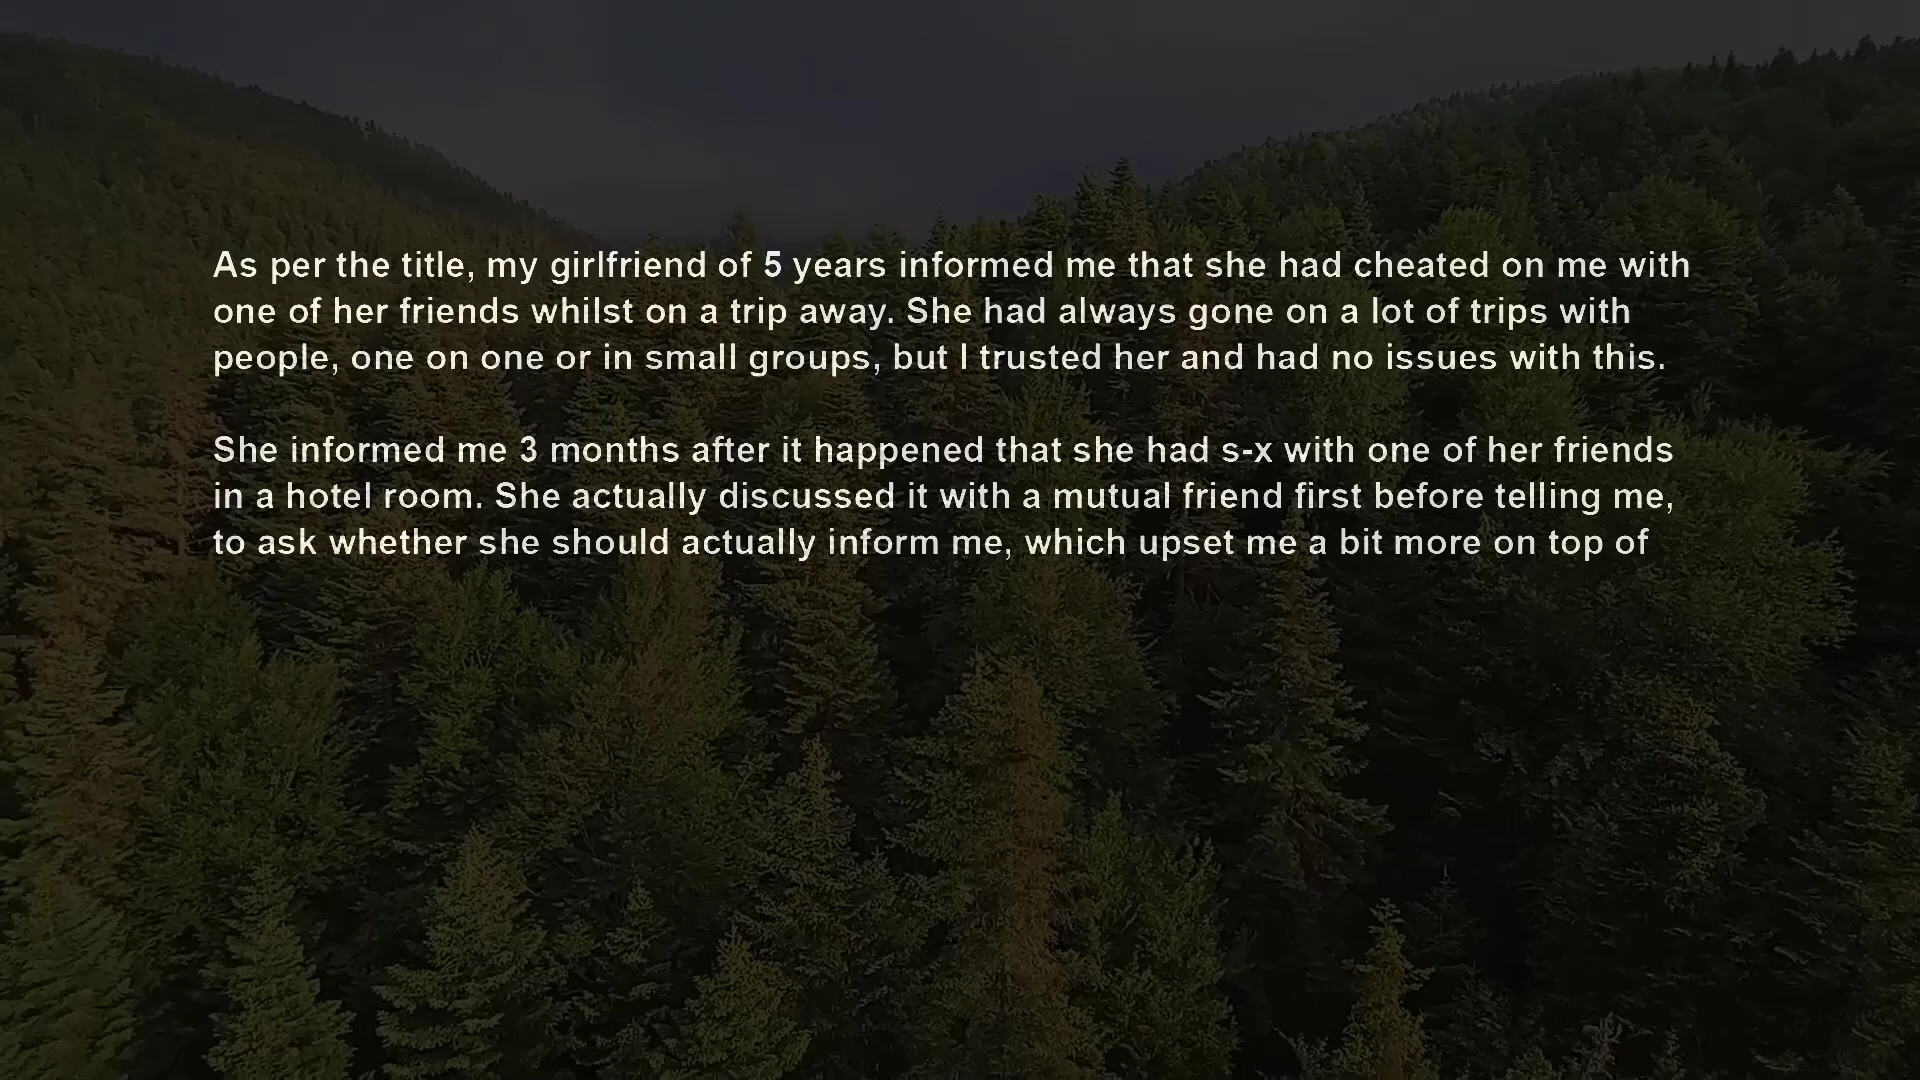 As per the title, my girlfriend of 5 years informed me that she had cheated on me with
one of her friends whilst on a trip away. She had always gone on a lot of trips with
people, one on one or in small groups, but I trusted her and had no issues with this.
She informed me 3 months after it happened that she had s-x with one of her friends
in a hotel room. She actually discussed it with a mutual friend first before telling me,
to ask whether she should actually inform me, which upset me a bit more on top of